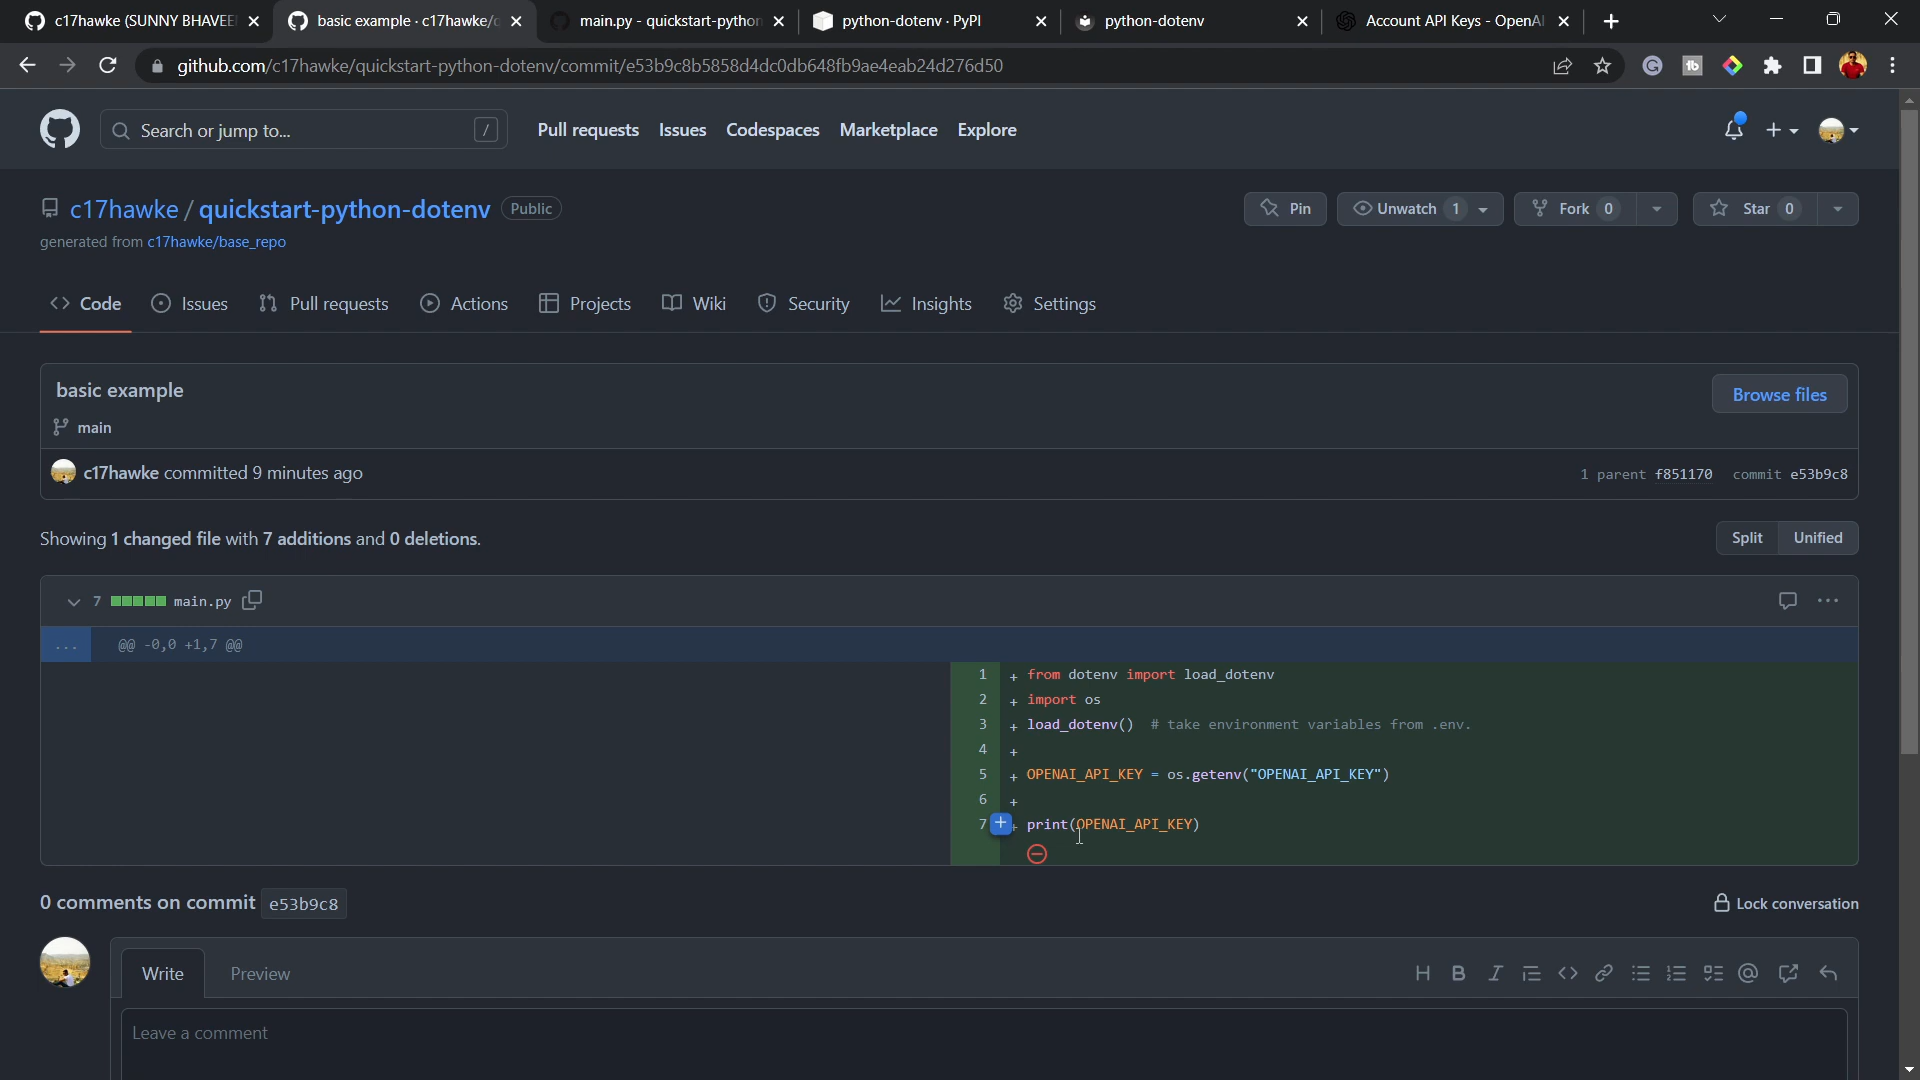 c17hawke (SUNNY BHAVEE
basic example · c17hawke/
main.py - quickstart-python
python-dotenv · PyPI
python-dotenv
Account API Keys - OpenAI
github.com/c17hawke/quickstart-python-dotenv/commit/e53b9c8b5858d4dc0db648fb9ae4eab24d276d50
Search or jump to...
/
Pull requests
Issues
Codespaces
Marketplace
Explore
c17hawke / quickstart-python-dotenv
Public
Pin
Unwatch 1
Fork 0
Star 0
generated from c17hawke/base_repo
Code
Issues
Pull requests
Actions
Projects
Wiki
Security
Insights
Settings
basic example
Browse files
main
c17hawke committed 9 minutes ago
1 parent f851170 commit e53b9c8
Showing 1 changed file with 7 additions and 0 deletions.
Split
Unified
7 main.py
... @@ -0,0 +1,7 @@
1 + from dotenv import load_dotenv
2 + import os
3 + load_dotenv() # take environment variables from .env.
4 +
5 + OPENAI_API_KEY = os.getenv("OPENAI_API_KEY")
6 +
7 + print(OPENAI_API_KEY)
0 comments on commit e53b9c8
Lock conversation
Write
Preview
Leave a comment